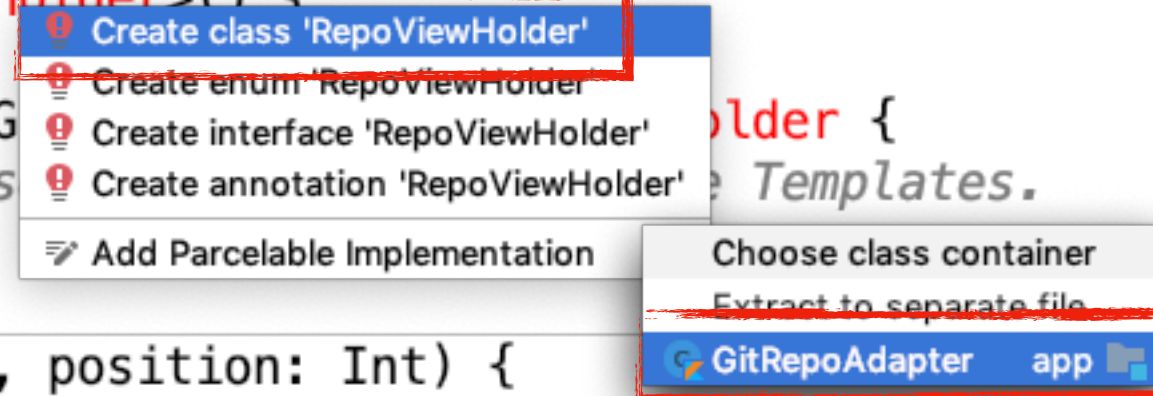 Create class 'RepoViewHolder'
Create enum 'RepoViewHolder'
Create interface 'RepoViewHolder'
lder {
Create annotation 'RepoViewHolder'
Templates.
Add Parcelable Implementation
Choose class container
Extract to separate file
GitRepoAdapter app
, position: Int) {